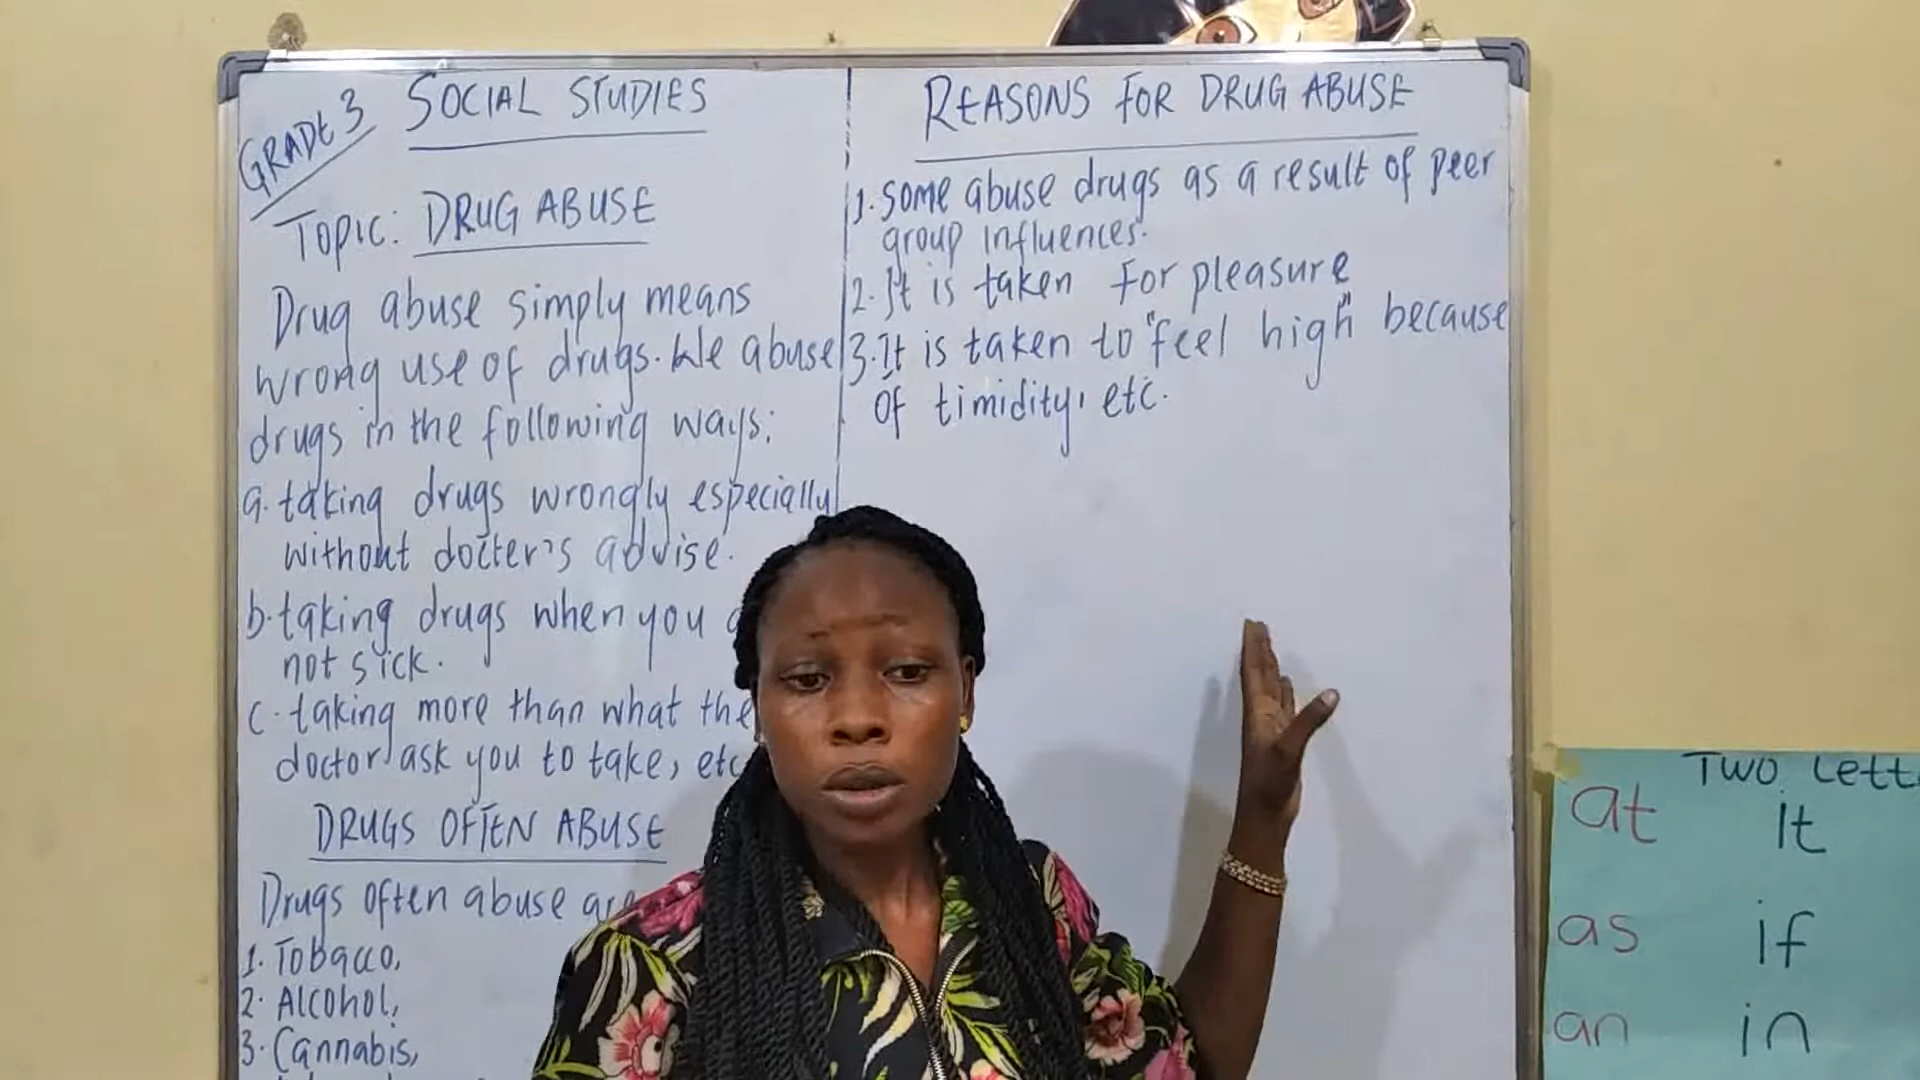 GRADE 3
SOCIAL STUDIES
TOPIC: DRUG ABUSE
Drug abuse simply means
wrong use of drugs. We abuse
drugs in the following ways:
a. taking drugs wrongly especially
without docter's advise.
b. taking drugs when you
not sick.
c. taking more than what the
doctor ask you to take, etc
DRUGS OFTEN ABUSE
Drugs often abuse are
1. Tobacco,
2. Alcohol,
3. Cannabis,
REASONS FOR DRUG ABUSE
1. Some abuse drugs as a result of peer
group influences.
2. It is taken for pleasure
3. It is taken to "feel high" because
of timidity, etc.
TWO
at It
as if
an in